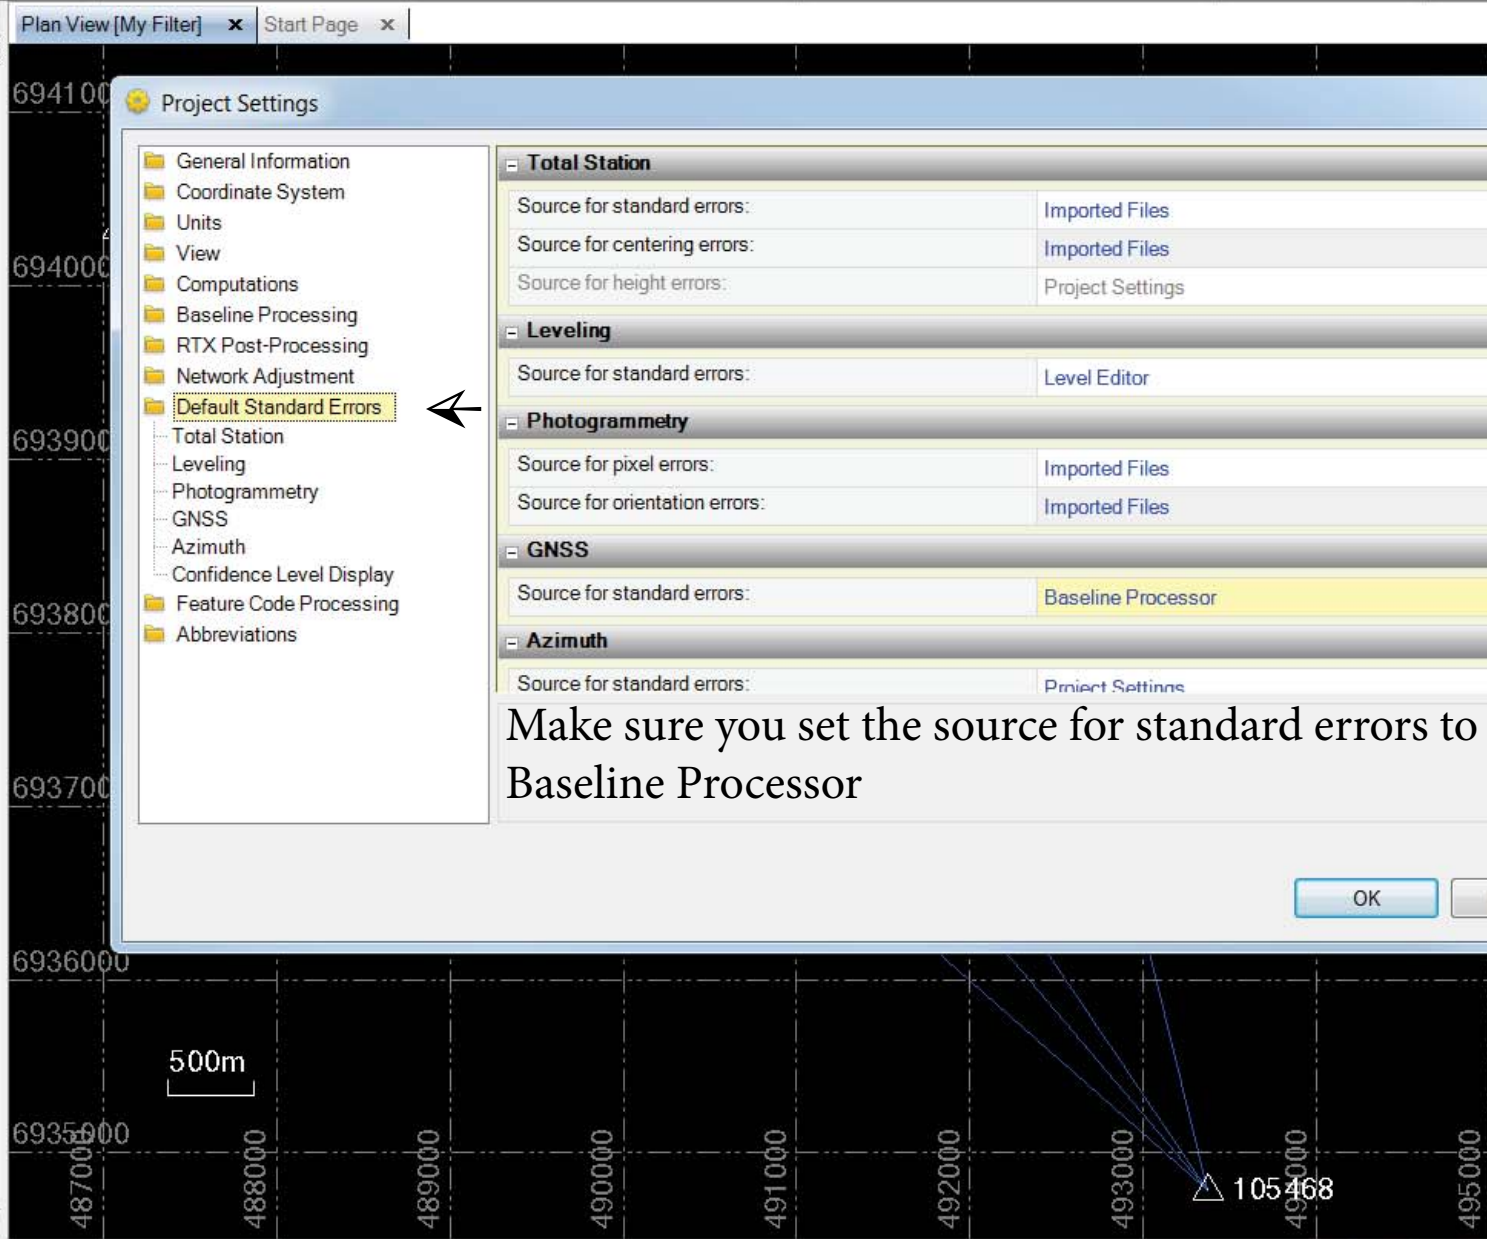 Plan View [My Filter] x Start Page x
694100
Project Settings
General Information
Coordinate System
Units
View
Computations
Baseline Processing
RTX Post-Processing
Network Adjustment
Default Standard Errors
Total Station
Leveling
Photogrammetry
GNSS
Azimuth
Confidence Level Display
Feature Code Processing
Abbreviations
Total Station
Source for standard errors: Imported Files
Source for centering errors: Imported Files
Source for height errors: Project Settings
Leveling
Source for standard errors: Level Editor
Photogrammetry
Source for pixel errors: Imported Files
Source for orientation errors: Imported Files
GNSS
Source for standard errors: Baseline Processor
Azimuth
Source for standard errors: Project Settings
Make sure you set the source for standard errors to
Baseline Processor
OK
694000
693900
693800
693700
6936000
500m
6935000
487000
488000
489000
490000
491000
492000
493000
105468
495000